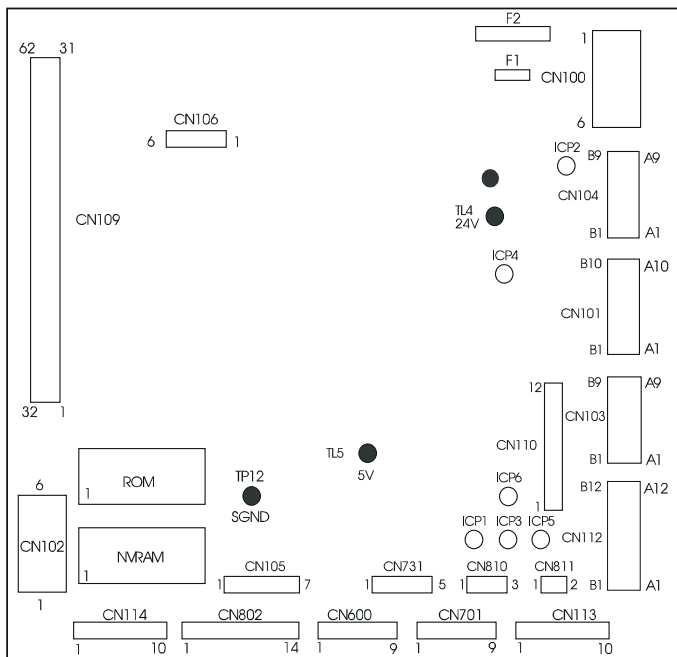 F2
1
62 31
F1
CN100
CN106
6 1
6
ICP2
B9 A9
CN104
TL4
24V
CN109
B1 A1
ICP4
B10 A10
CN101
B1 A1
12
B9 A9
CN103
32 1
CN110
TL5
5V
B1 A1
6
ROM
1
TP12
SGND
ICP6
1
B12 A12
ICP1 ICP3 ICP5
CN112
CN102
NVRAM
1
CN105
1 7
CN731
1 5
CN810
1 3
CN811
1 2
B1 A1
1
CN114
1 10
CN802
1 14
CN600
1 9
CN701
1 9
CN113
1 10